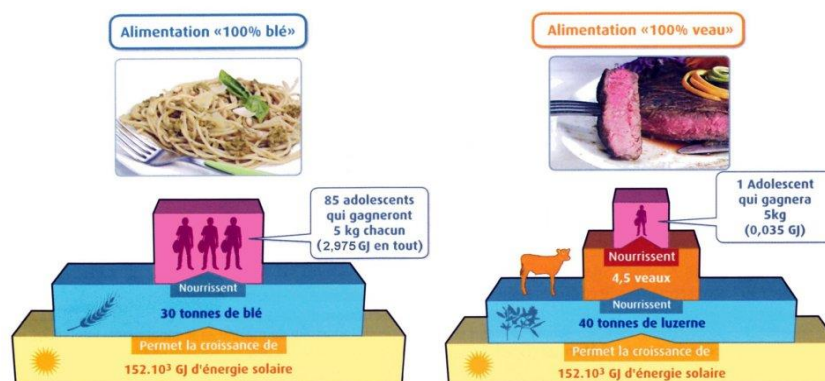 Alimentation «100% blé»
85 adolescents
qui gagneront
5 kg chacun
(2,975 GJ en tout)
Nourrissent
30 tonnes de blé
Permet la croissance de
152.10³ GJ d'énergie solaire
Alimentation «100% veau»
1 Adolescent
qui gagnera
5kg
(0,035 GJ)
Nourrissent
4,5 veaux
Nourrissent
40 tonnes de luzerne
Permet la croissance de
152.10³ GJ d'énergie solaire